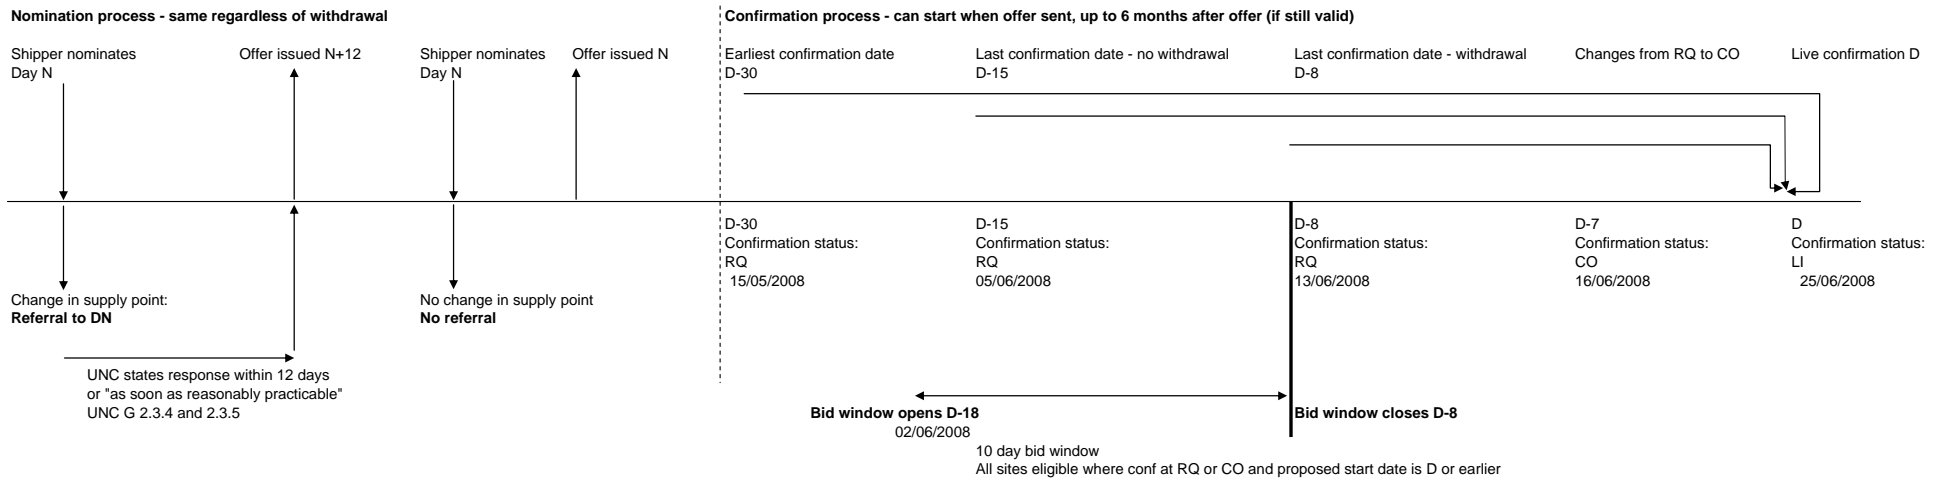 Nomination process - same regardless of withdrawal
Confirmation process - can start when offer sent, up to 6 months after offer (if still valid)
Shipper nominates
Day N
Offer issued N+12
Shipper nominates
Day N
Offer issued N
Earliest confirmation date
D-30
Last confirmation date - no withdrawal
D-15
Last confirmation date - withdrawal
D-8
Changes from RQ to CO
Live confirmation D
D-30
Confirmation status:
RQ
15/05/2008
D-15
Confirmation status:
RQ
05/06/2008
D-8
Confirmation status:
RQ
13/06/2008
D-7
Confirmation status:
CO
16/06/2008
D
Confirmation status:
LI
25/06/2008
Change in supply point:
Referral to DN
No change in supply point
No referral
UNC states response within 12 days
or "as soon as reasonably practicable"
UNC G 2.3.4 and 2.3.5
Bid window opens D-18
02/06/2008
Bid window closes D-8
10 day bid window
All sites eligible where conf at RQ or CO and proposed start date is D or earlier